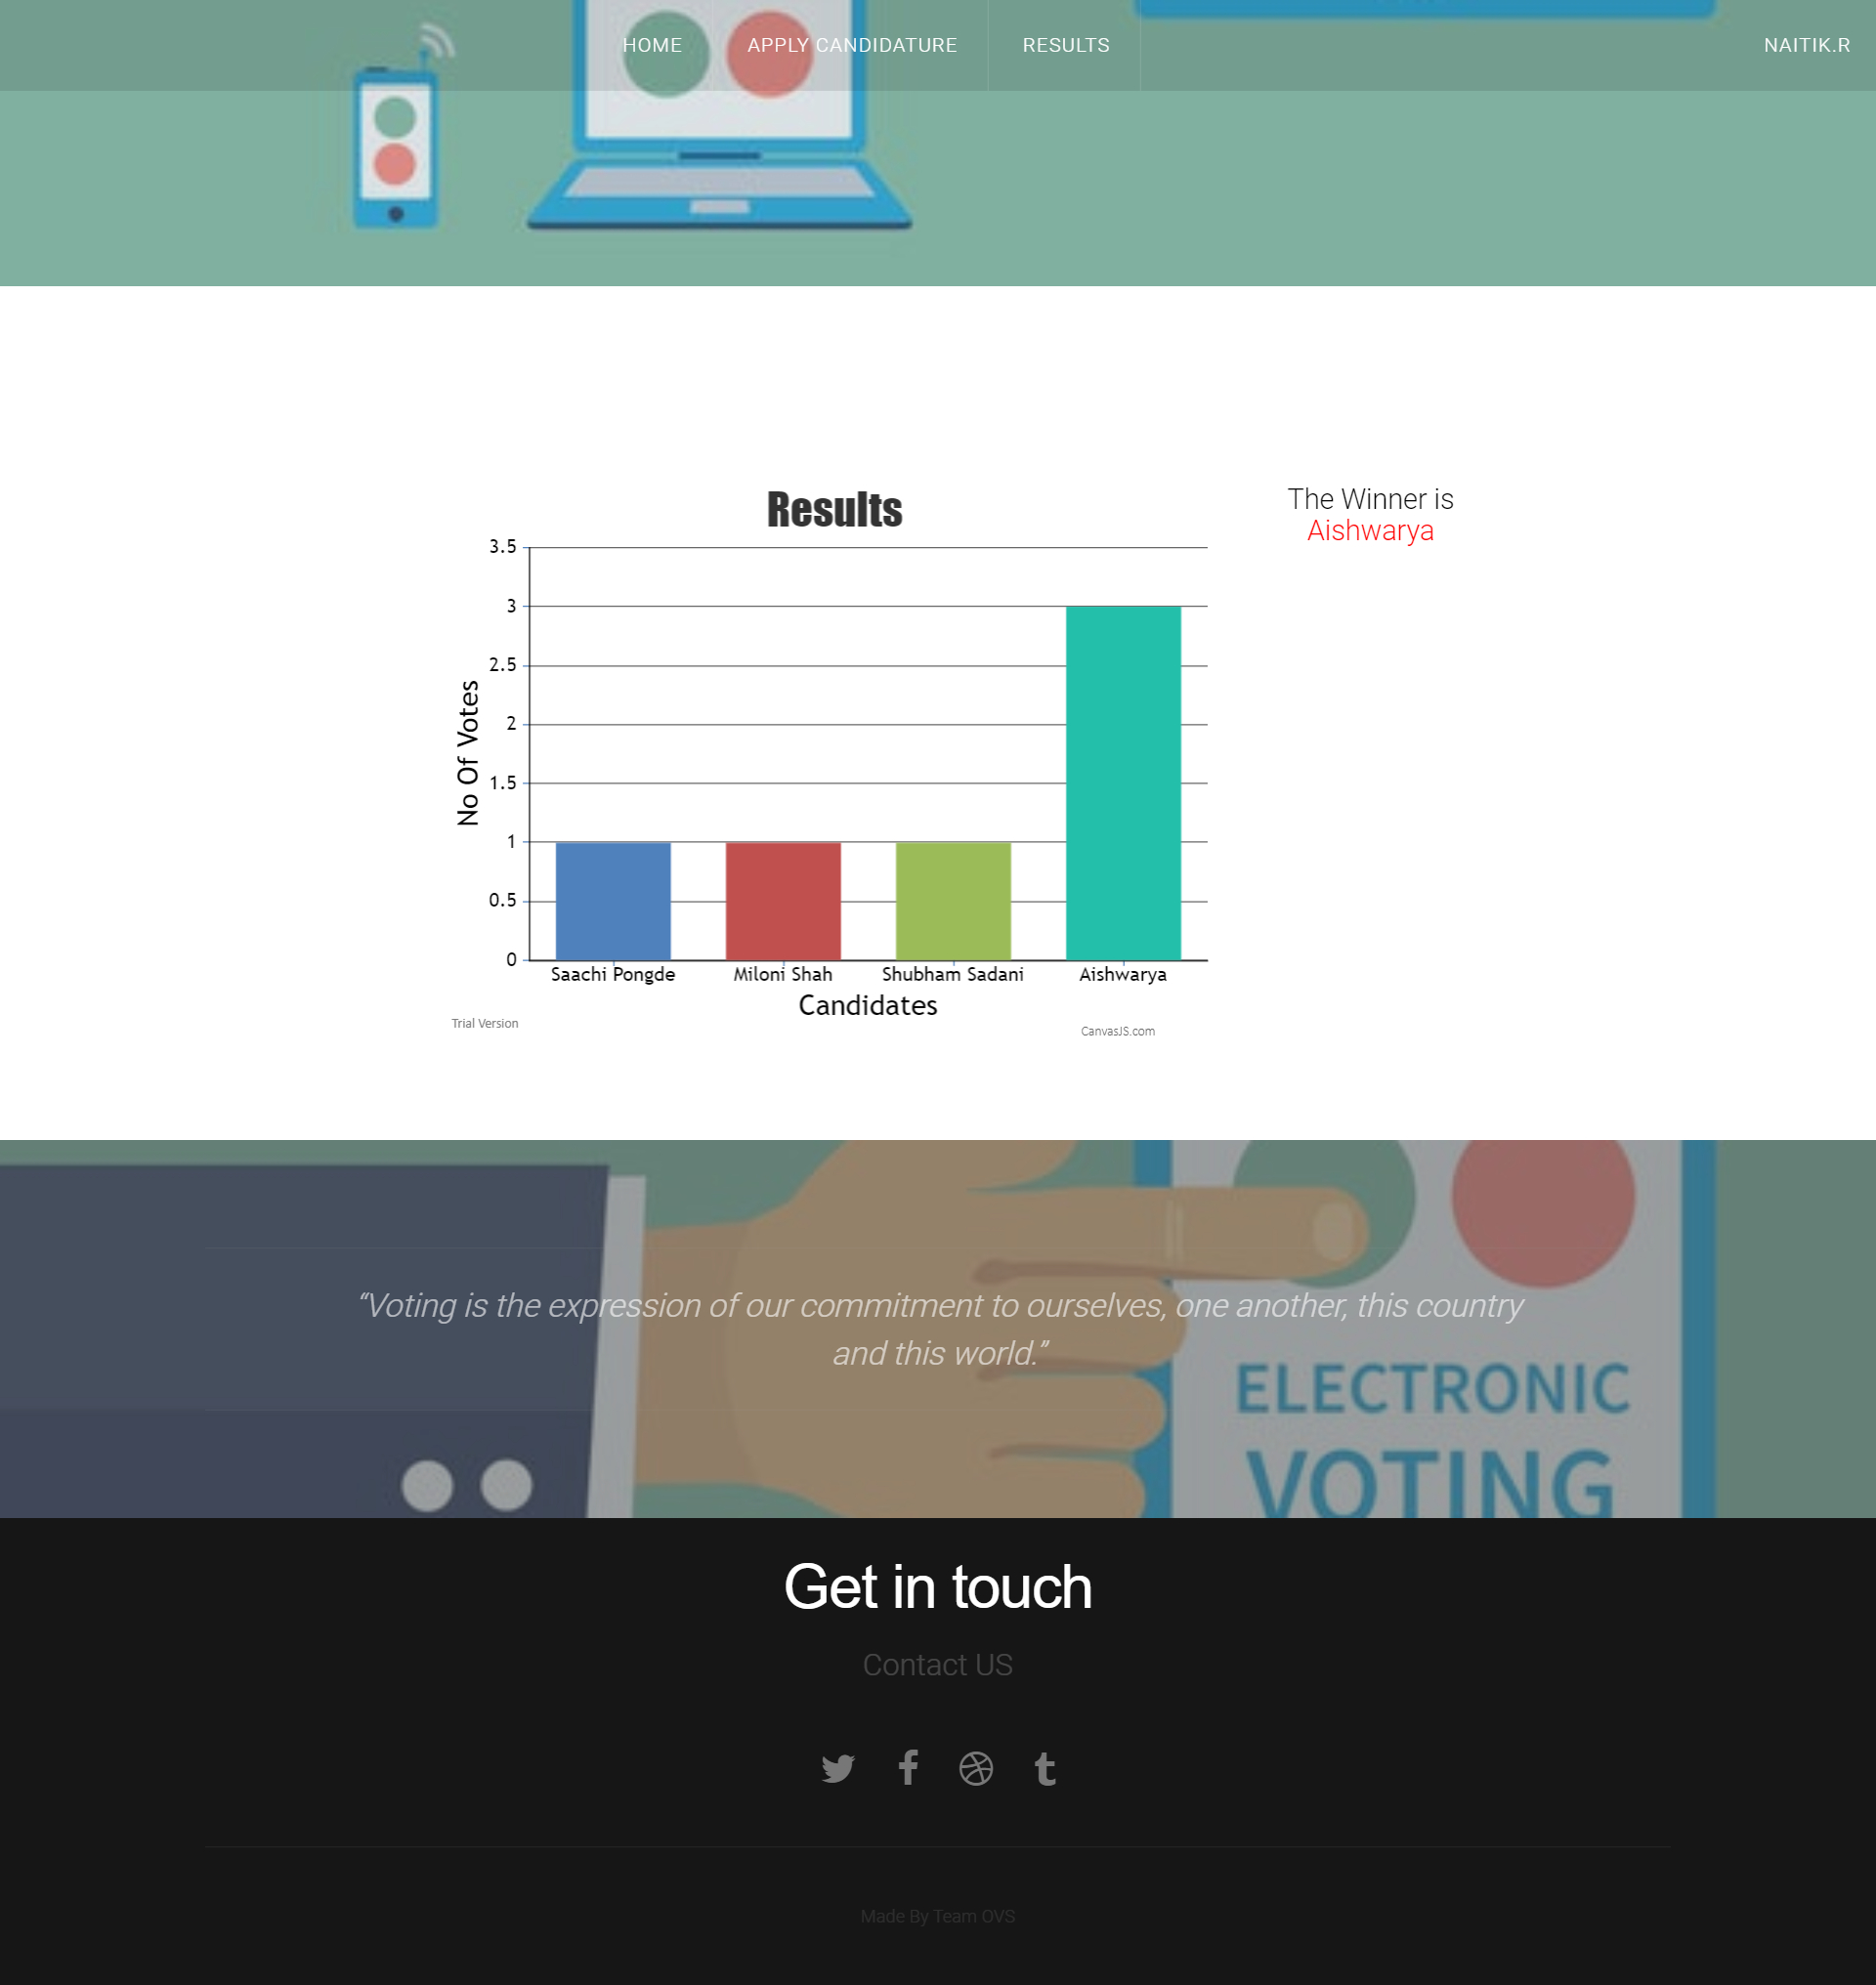 HOME
APPLY CANDIDATURE
RESULTS
NAITIK.R
Results
The Winner is
Aishwarya
3.5
3
2.5
2
1.5
1
0.5
0
No Of Votes
Saachi Pongde
Miloni Shah
Shubham Sadani
Aishwarya
Candidates
Trial Version
CanvasJS.com
“Voting is the expression of our commitment to ourselves, one another, this country
and this world.”
ELECTRONIC
VOTING
Get in touch
Contact US
Made By Team OVS